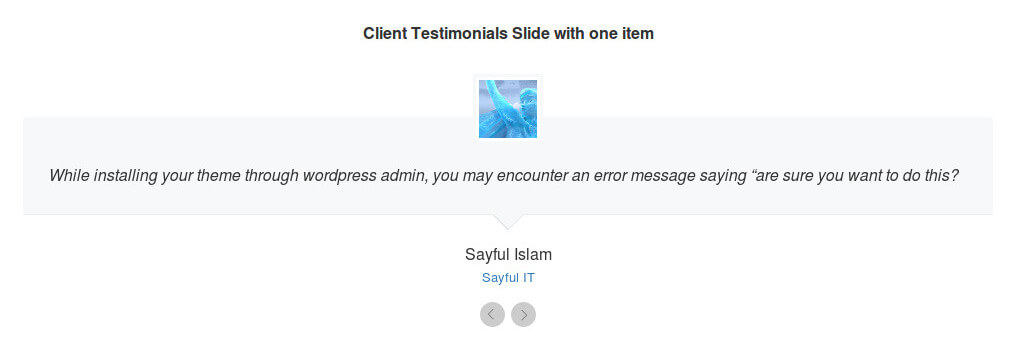 Client Testimonials Slide with one item
While installing your theme through wordpress admin, you may encounter an error message saying “are sure you want to do this?
Sayful Islam
Sayful IT